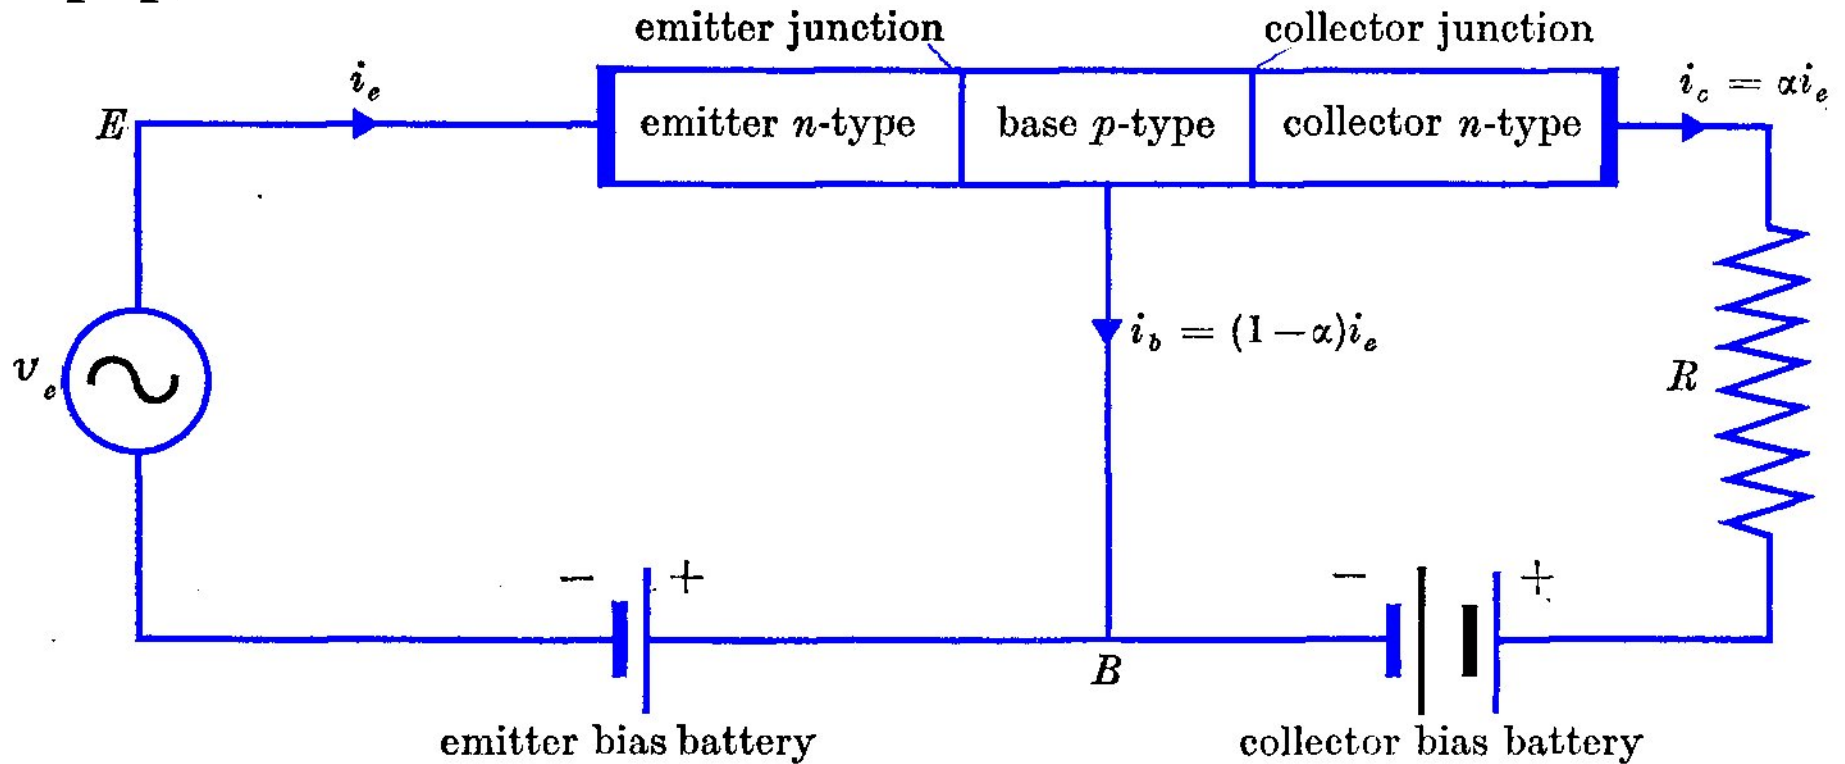 emitter junction
collector junction
i_e
i_c = αi_e
E
emitter n-type
base p-type
collector n-type
i_b = (1−α)i_e
v_e
R
− +
− +
B
emitter bias battery
collector bias battery